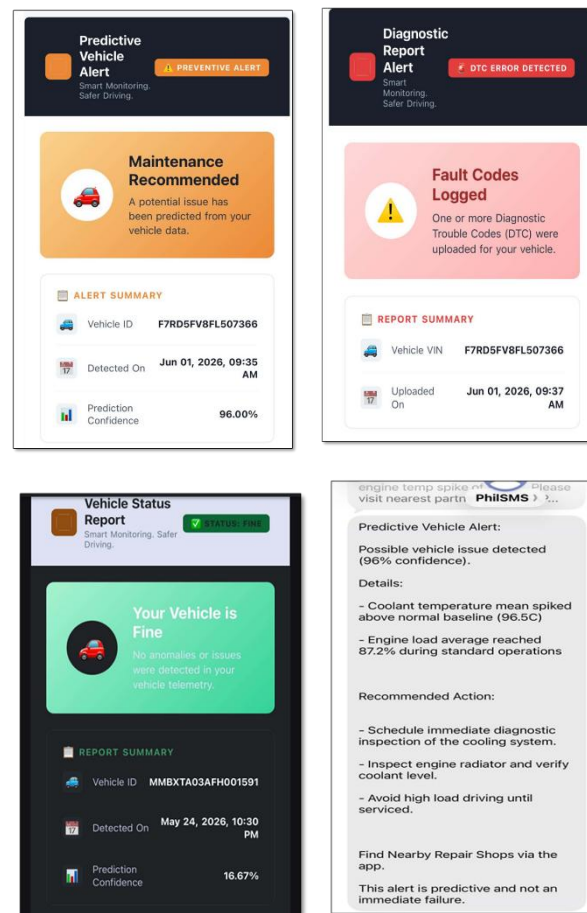 Predictive
Vehicle
Alert
Smart Monitoring.
Safer Driving.
PREVENTIVE ALERT
Maintenance
Recommended
A potential issue has
been predicted from your
vehicle data.
ALERT SUMMARY
Vehicle ID F7RD5FV8FL507366
Detected On Jun 01, 2026, 09:35
AM
Prediction
Confidence 96.00%
Diagnostic
Report
Alert
Smart
Monitoring.
Safer Driving.
DTC ERROR DETECTED
Fault Codes
Logged
One or more Diagnostic
Trouble Codes (DTC) were
uploaded for your vehicle.
REPORT SUMMARY
Vehicle VIN F7RD5FV8FL507366
Uploaded
On Jun 01, 2026, 09:37
AM
Vehicle Status
Report
Smart Monitoring. Safer
Driving.
STATUS: FINE
Your Vehicle is
Fine
No anomalies or issues
were detected in your
vehicle telemetry.
REPORT SUMMARY
Vehicle ID MMBXTA03AFH001591
Detected On May 24, 2026, 10:30
PM
Prediction
Confidence 16.67%
engine temp spike of Please
visit nearest partn PhilSMS
Predictive Vehicle Alert:
Possible vehicle issue detected
(96% confidence).
Details:
- Coolant temperature mean spiked
above normal baseline (96.5C)
- Engine load average reached
87.2% during standard operations
Recommended Action:
- Schedule immediate diagnostic
inspection of the cooling system.
- Inspect engine radiator and verify
coolant level.
- Avoid high load driving until
serviced.
Find Nearby Repair Shops via the
app.
This alert is predictive and not an
immediate failure.